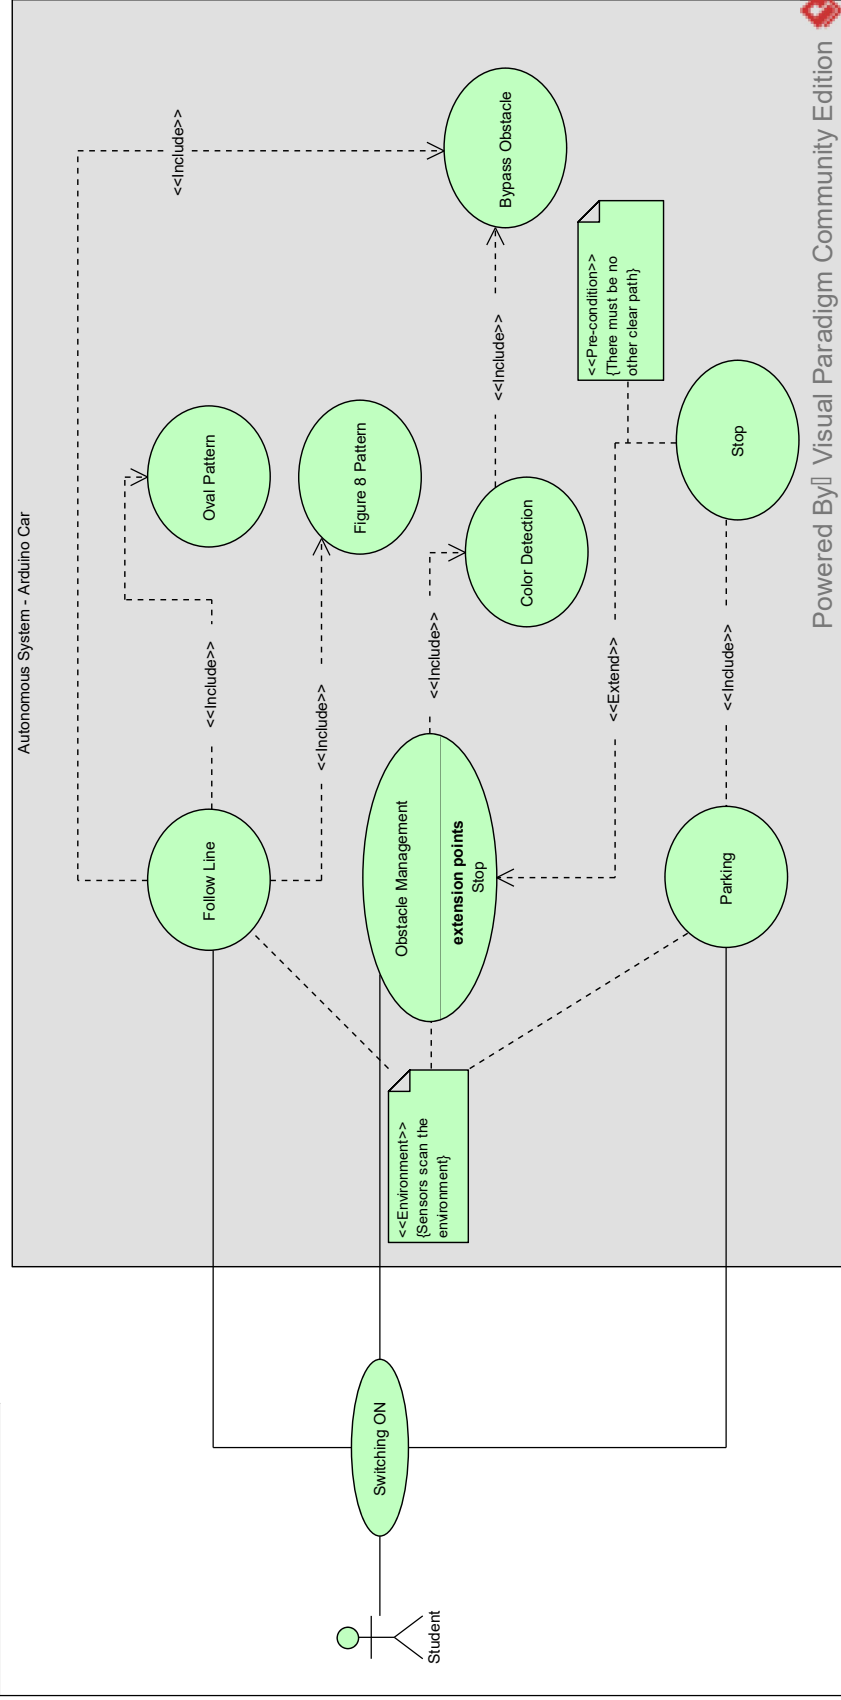 Autonomous System - Arduino Car
Student
Switching ON
<<Environment>>
{Sensors scan the
environment}
Follow Line
<<Include>>
<<Include>>
Oval Pattern
<<Include>>
Figure 8 Pattern
Obstacle Management
extension points
Stop
<<Include>>
Color Detection
<<Include>>
Bypass Obstacle
<<Extend>>
<<Pre-condition>>
{There must be no
other clear path}
Parking
<<Include>>
Stop
Powered By Visual Paradigm Community Edition